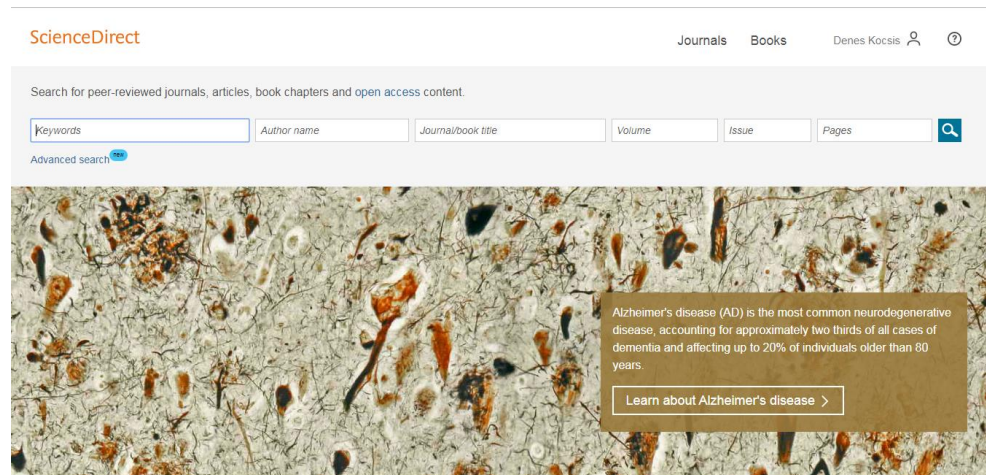 ScienceDirect
Journals Books Denes Kocsis ?
Search for peer-reviewed journals, articles, book chapters and open access content.
Keywords Author name Journal/book title Volume Issue Pages
Advanced search new
Alzheimer's disease (AD) is the most common neurodegenerative
disease, accounting for approximately two thirds of all cases of
dementia and affecting up to 20% of individuals older than 80
years.
Learn about Alzheimer's disease >